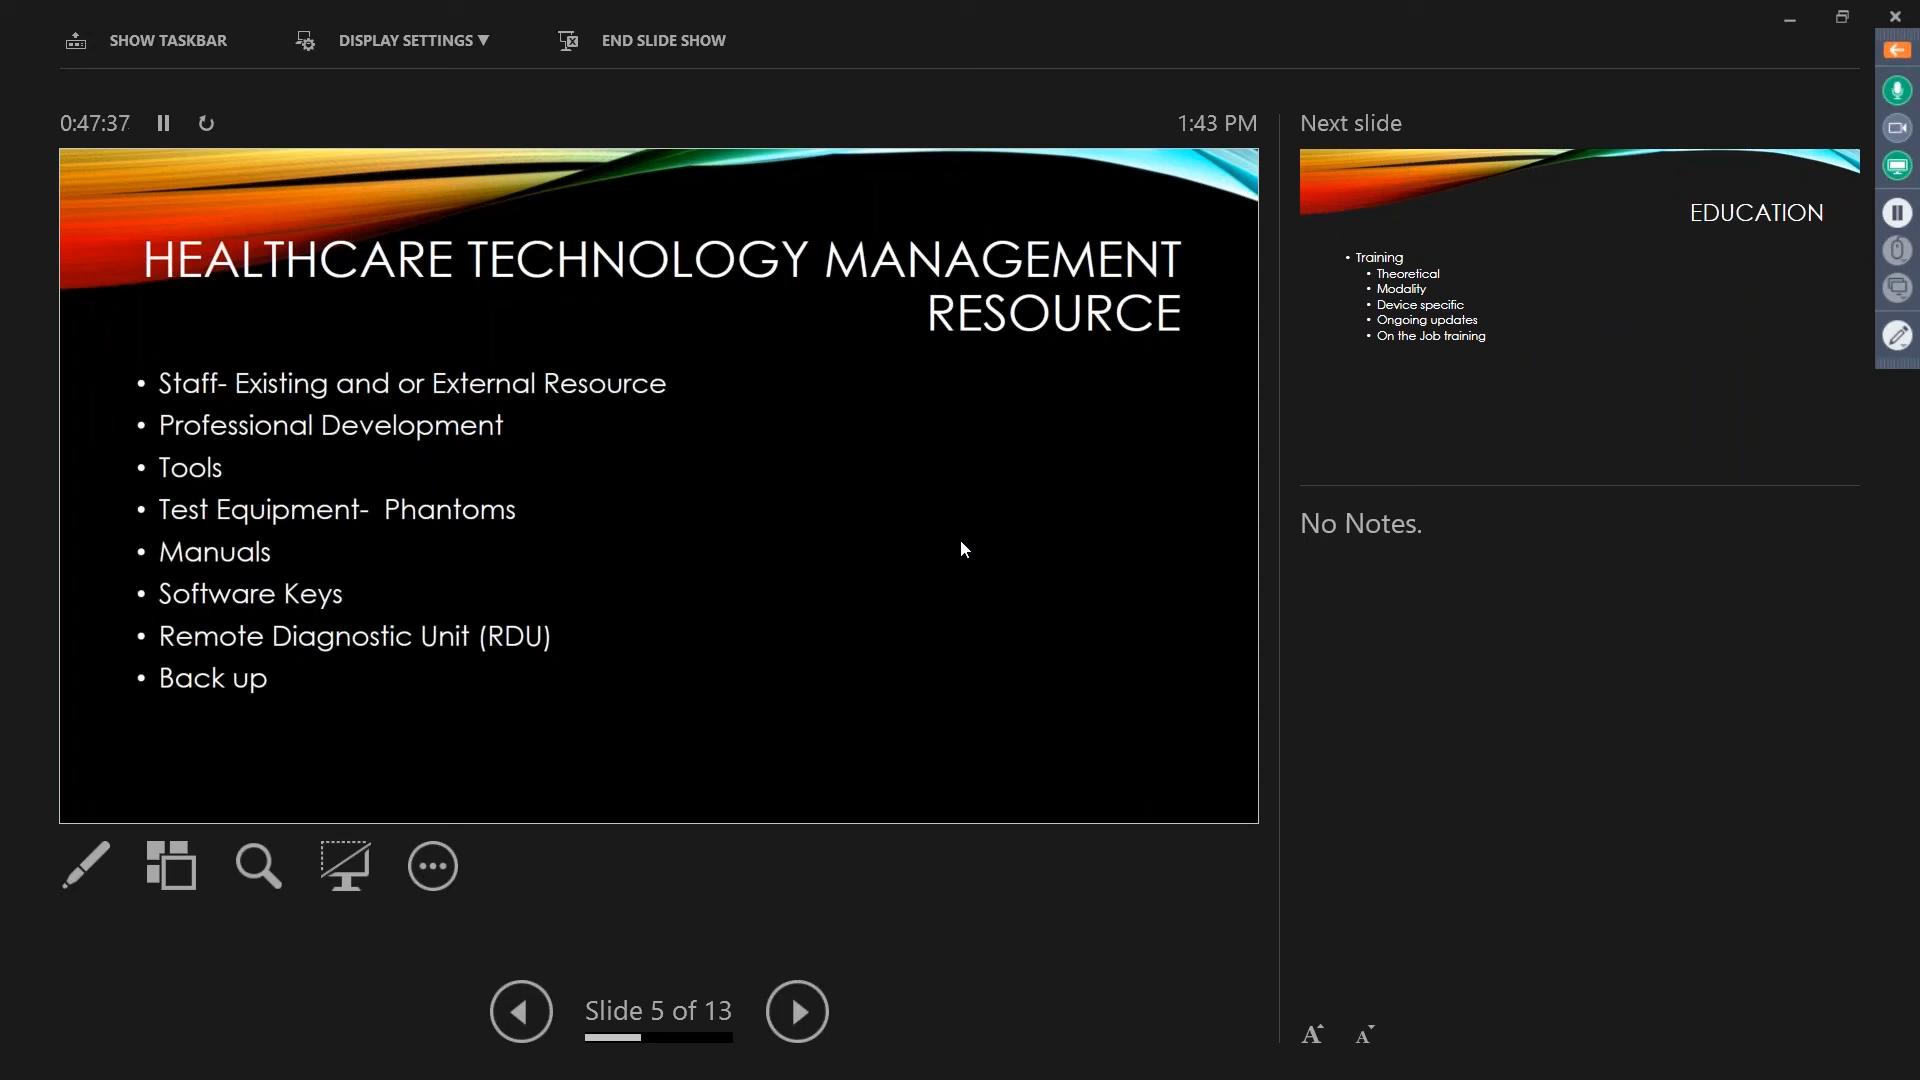 SHOW TASKBAR
DISPLAY SETTINGS ▼
END SLIDE SHOW
0:47:37
1:43 PM
HEALTHCARE TECHNOLOGY MANAGEMENT
RESOURCE
• Staff- Existing and or External Resource
• Professional Development
• Tools
• Test Equipment- Phantoms
• Manuals
• Software Keys
• Remote Diagnostic Unit (RDU)
• Back up
Slide 5 of 13
Next slide
EDUCATION
• Training
• Theoretical
• Modality
• Device specific
• Ongoing updates
• On the Job training
No Notes.
A A